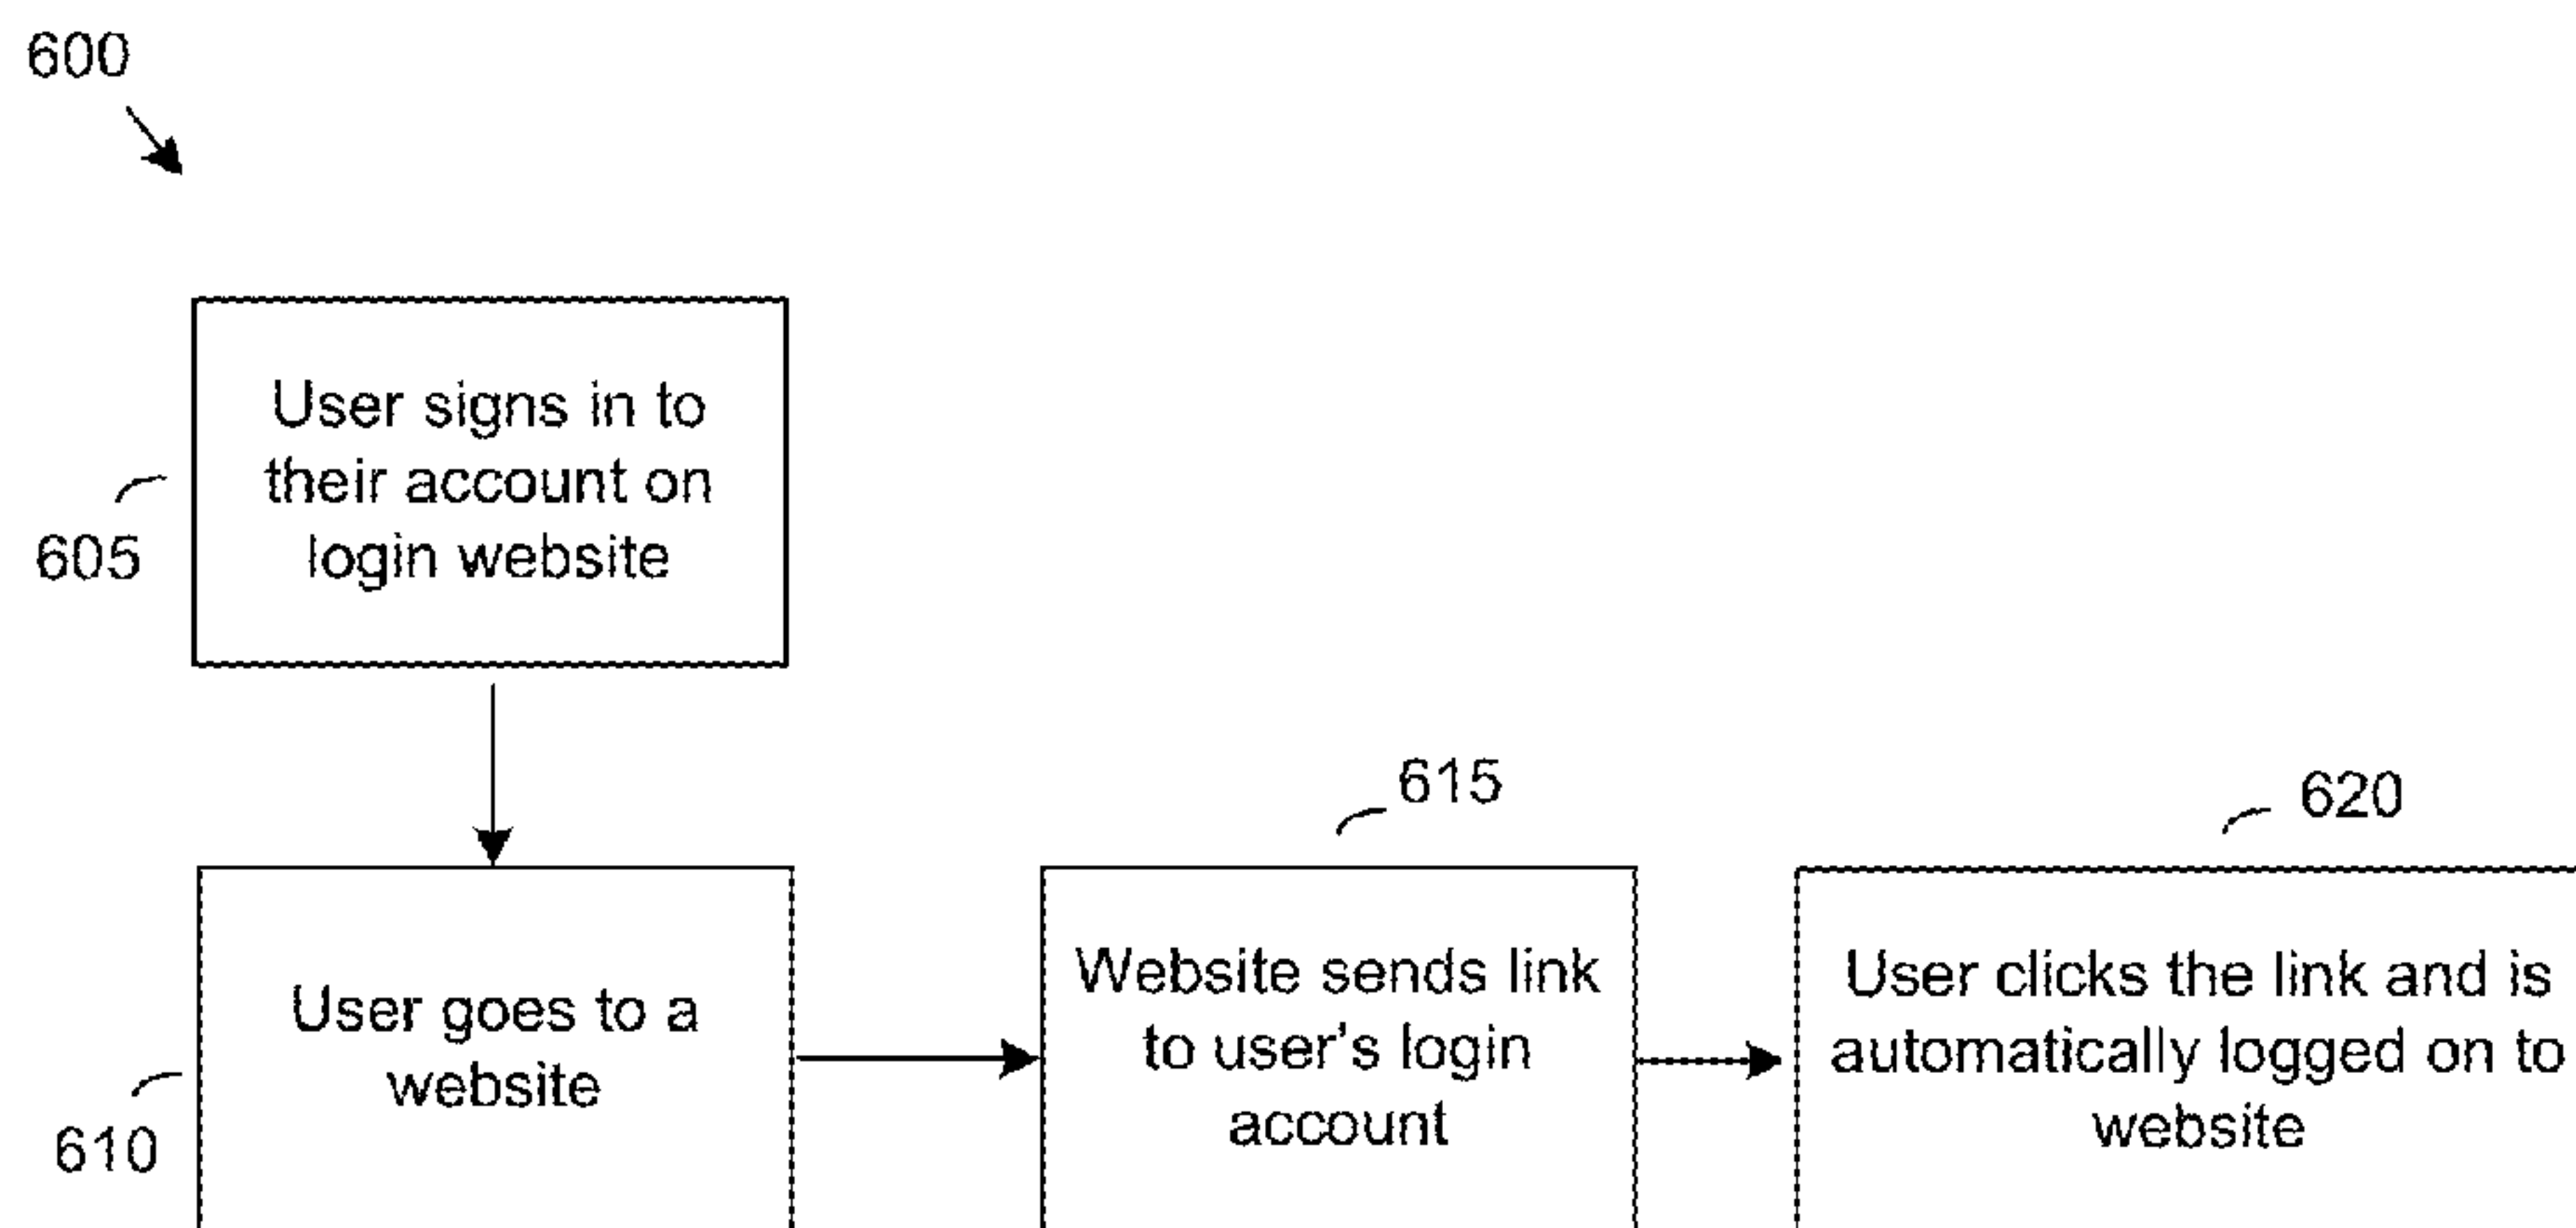 600
User signs in to
their account on
login website
605
User goes to a
website
610
615
Website sends link
to user's login
account
620
User clicks the link and is
automatically logged on to
website